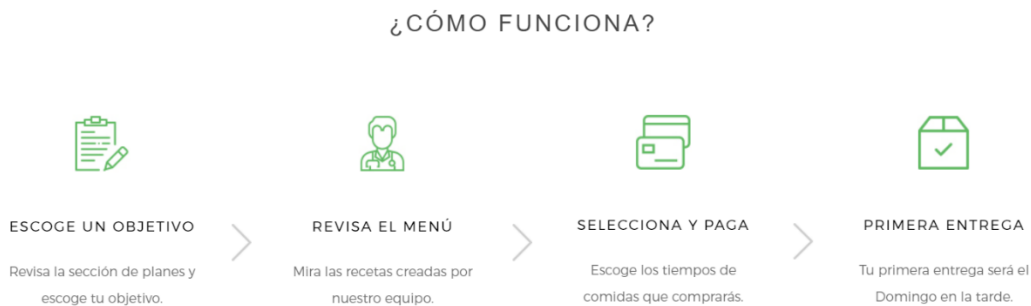 ¿CÓMO FUNCIONA?
ESCOGE UN OBJETIVO
Revisa la sección de planes y
escoge tu objetivo.
REVISA EL MENÚ
Mira las recetas creadas por
nuestro equipo.
SELECCIONA Y PAGA
Escoge los tiempos de
comidas que comprarás.
PRIMERA ENTREGA
Tu primera entrega será el
Domingo en la tarde.